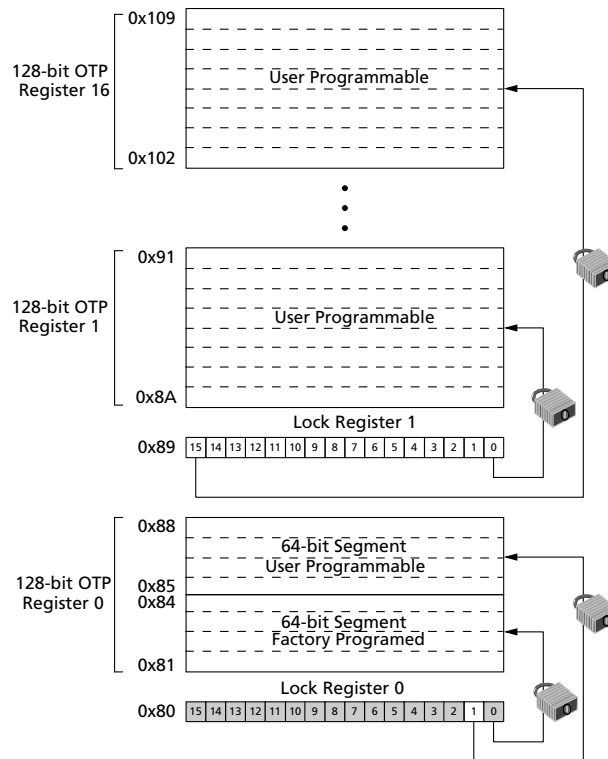 0x109
128-bit OTP
Register 16
User Programmable
0x102
0x91
128-bit OTP
Register 1
User Programmable
0x8A
Lock Register 1
0x89
15 14 13 12 11 10 9 8 7 6 5 4 3 2 1 0
0x88
64-bit Segment
User Programmable
128-bit OTP
Register 0
0x85
0x84
64-bit Segment
Factory Programed
0x81
Lock Register 0
0x80
15 14 13 12 11 10 9 8 7 6 5 4 3 2 1 0